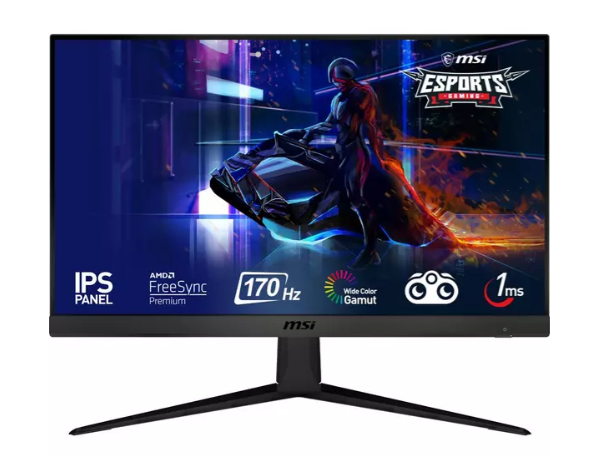 msi
ESPORTS
GAMING
IPS
PANEL
AMD
FreeSync
Premium
170 Hz
Wide Color
Gamut
1ms
msi